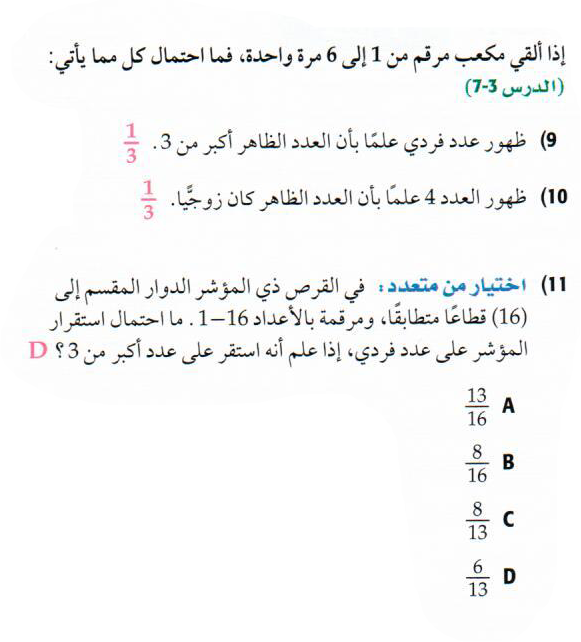 إذا ألقي مكعب مرقم من 1 إلى 6 مرة واحدة، فما احتمال كل مما يأتي:
(الدرس 3-7)
9) ظهور عدد فردي علمًا بأن العدد الظاهر أكبر من 3. 1/3
10) ظهور العدد 4 علمًا بأن العدد الظاهر كان زوجيًّا. 1/3
11) اختيار من متعدد: في القرص ذي المؤشر الدوار المقسم إلى
(16) قطاعًا متطابقًا، ومرقمة بالأعداد 16–1. ما احتمال استقرار
المؤشر على عدد فردي، إذا علم أنه استقر على عدد أكبر من 3؟ D
A 13/16
B 8/16
C 8/13
D 6/13